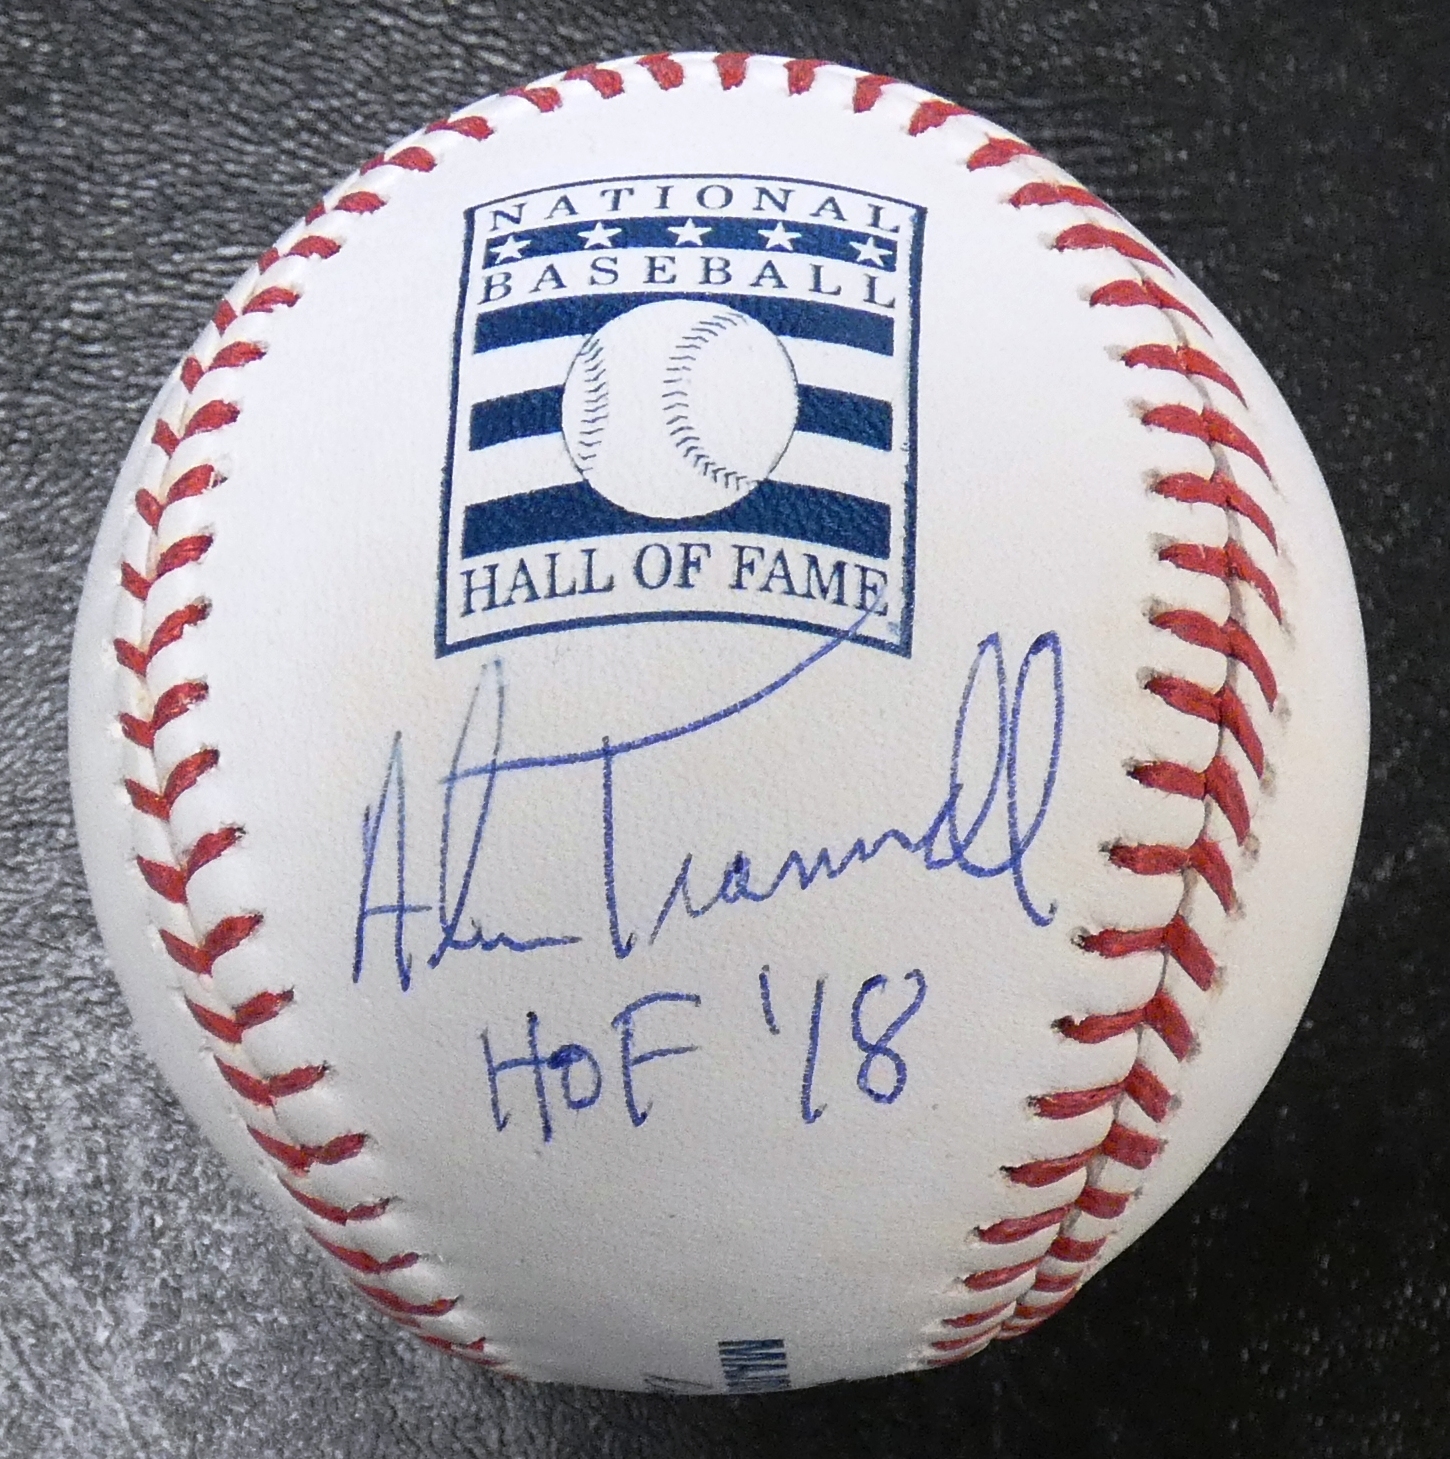 NATIONAL
BASEBALL
HALL OF FAME
Alan Trammell
HOF '18